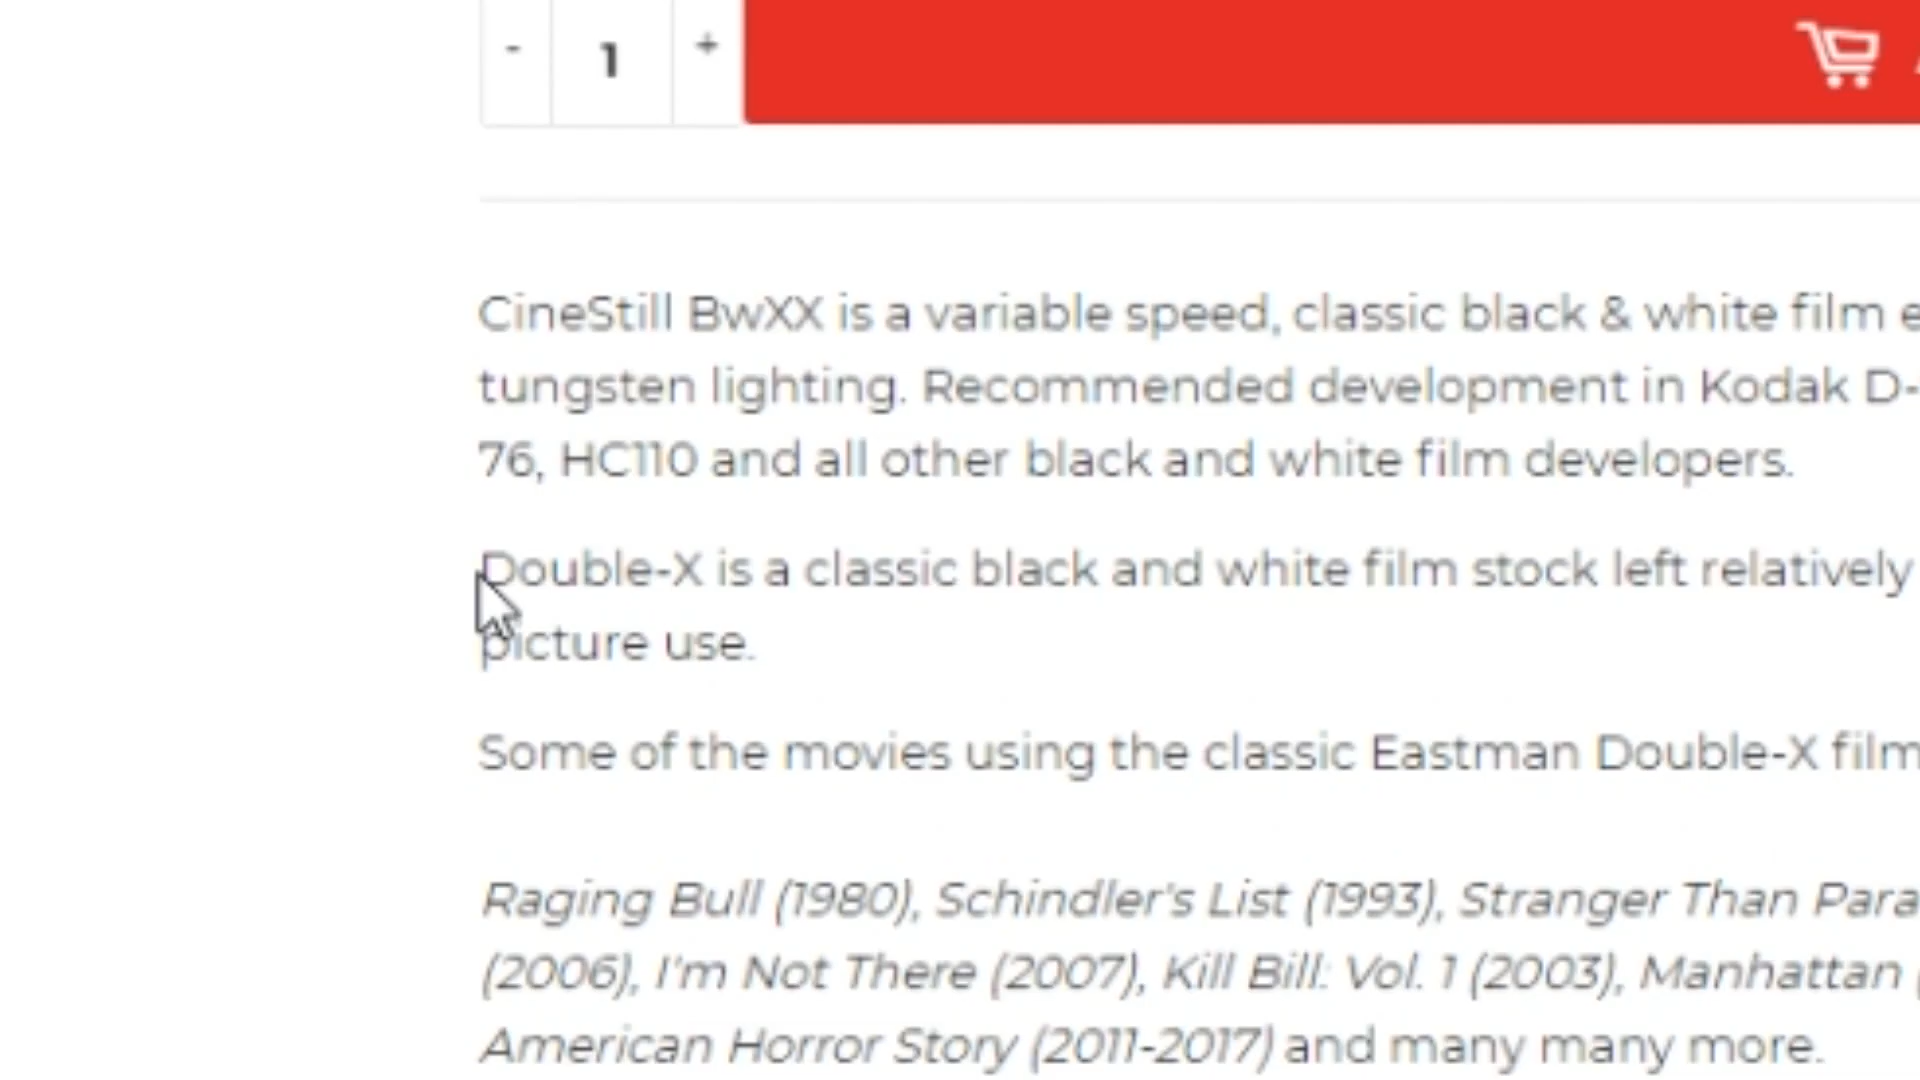 - 1 +
CineStill BwXX is a variable speed, classic black & white film
tungsten lighting. Recommended development in Kodak D-
76, HC110 and all other black and white film developers.
Double-X is a classic black and white film stock left relatively
picture use.
Some of the movies using the classic Eastman Double-X film
Raging Bull (1980), Schindler's List (1993), Stranger Than Para
(2006), I'm Not There (2007), Kill Bill: Vol. 1 (2003), Manhattan
American Horror Story (2011-2017) and many many more.